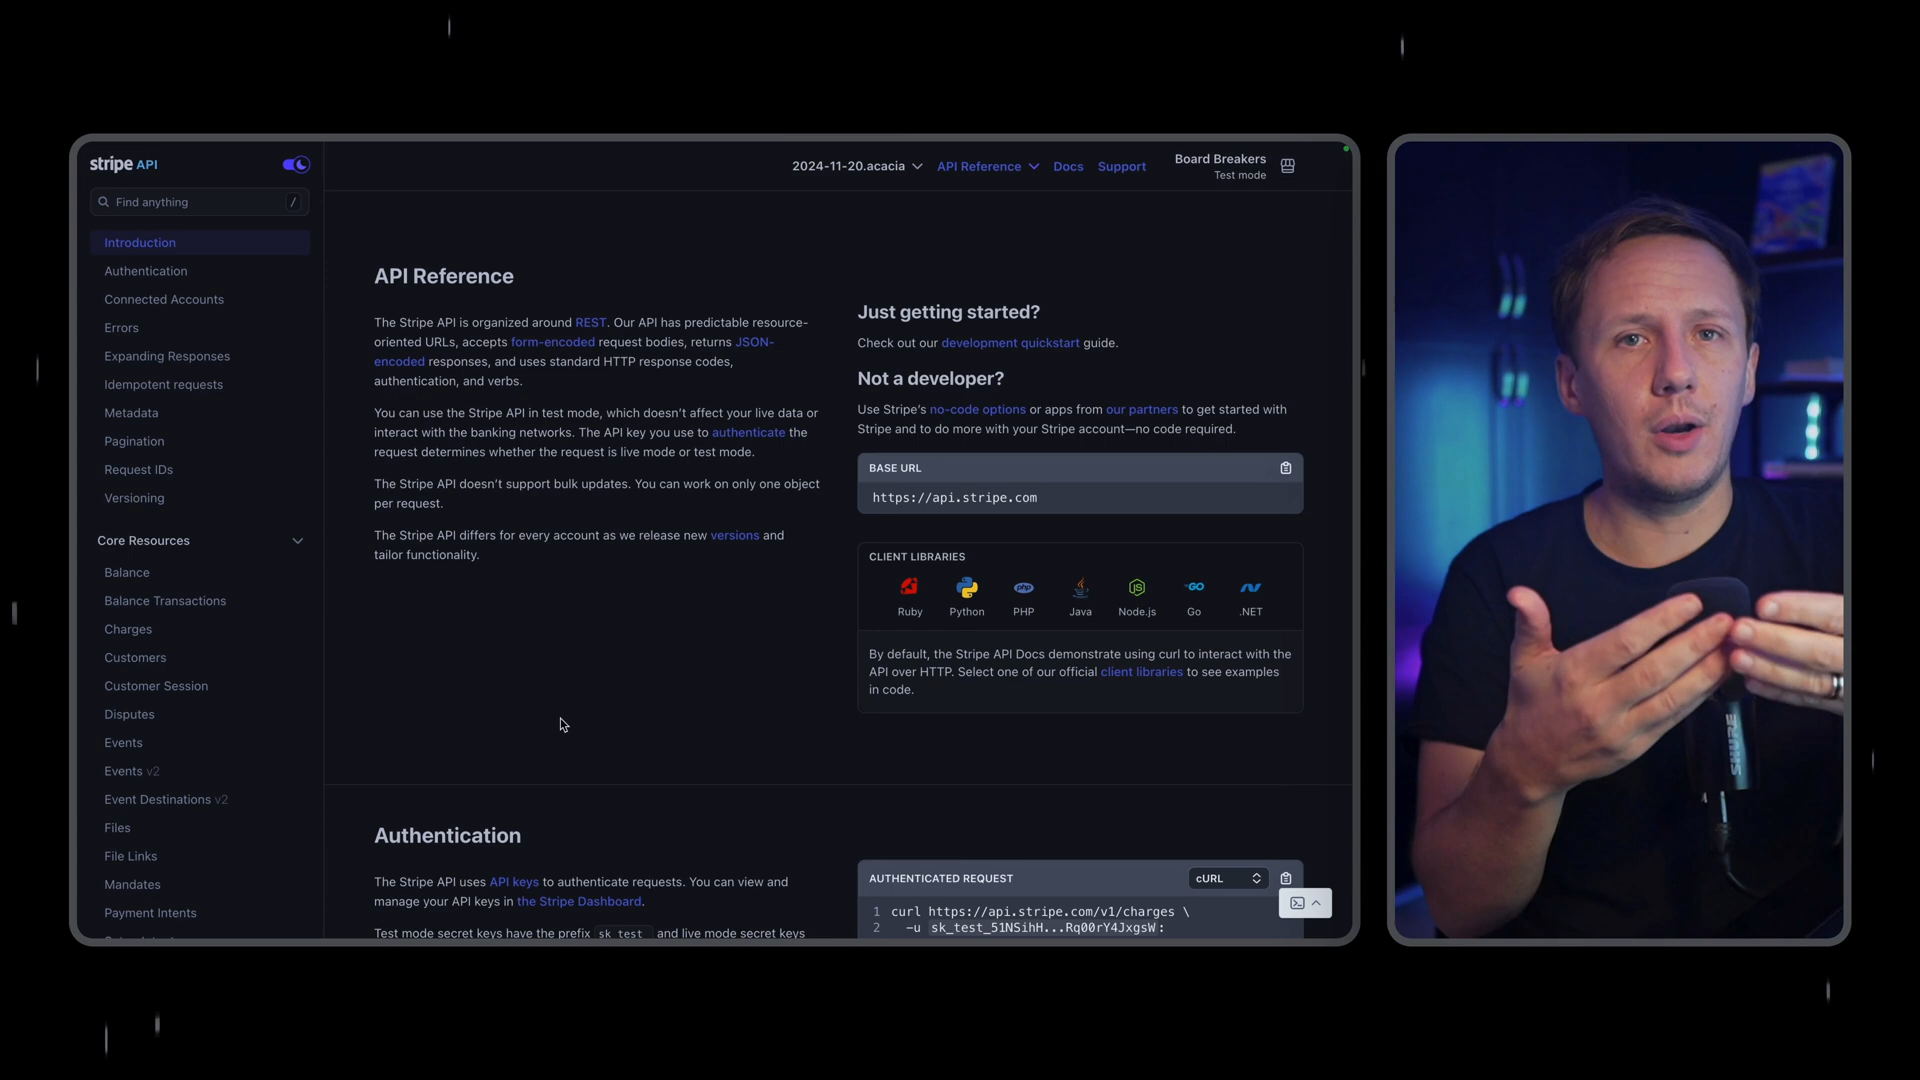 stripe API
Find anything /
Introduction
Authentication
Connected Accounts
Errors
Expanding Responses
Idempotent requests
Metadata
Pagination
Request IDs
Versioning
Core Resources
Balance
Balance Transactions
Charges
Customers
Customer Session
Disputes
Events
Events v2
Event Destinations v2
Files
File Links
Mandates
Payment Intents
2024-11-20.acacia
API Reference
Docs
Support
Board Breakers
Test mode
API Reference
The Stripe API is organized around REST. Our API has predictable resource-
oriented URLs, accepts form-encoded request bodies, returns JSON-
encoded responses, and uses standard HTTP response codes,
authentication, and verbs.
You can use the Stripe API in test mode, which doesn’t affect your live data or
interact with the banking networks. The API key you use to authenticate the
request determines whether the request is live mode or test mode.
The Stripe API doesn’t support bulk updates. You can work on only one object
per request.
The Stripe API differs for every account as we release new versions and
tailor functionality.
Just getting started?
Check out our development quickstart guide.
Not a developer?
Use Stripe’s no-code options or apps from our partners to get started with
Stripe and to do more with your Stripe account—no code required.
BASE URL
https://api.stripe.com
CLIENT LIBRARIES
php
JS
GO
Ruby Python PHP Java Node.js Go .NET
By default, the Stripe API Docs demonstrate using curl to interact with the
API over HTTP. Select one of our official client libraries to see examples
in code.
Authentication
The Stripe API uses API keys to authenticate requests. You can view and
manage your API keys in the Stripe Dashboard.
Test mode secret keys have the prefix sk_test_ and live mode secret keys
AUTHENTICATED REQUEST
cURL
1 curl https://api.stripe.com/v1/charges \
2 -u sk_test_51NSihH...Rq00rY4JxgsW:
SHURE